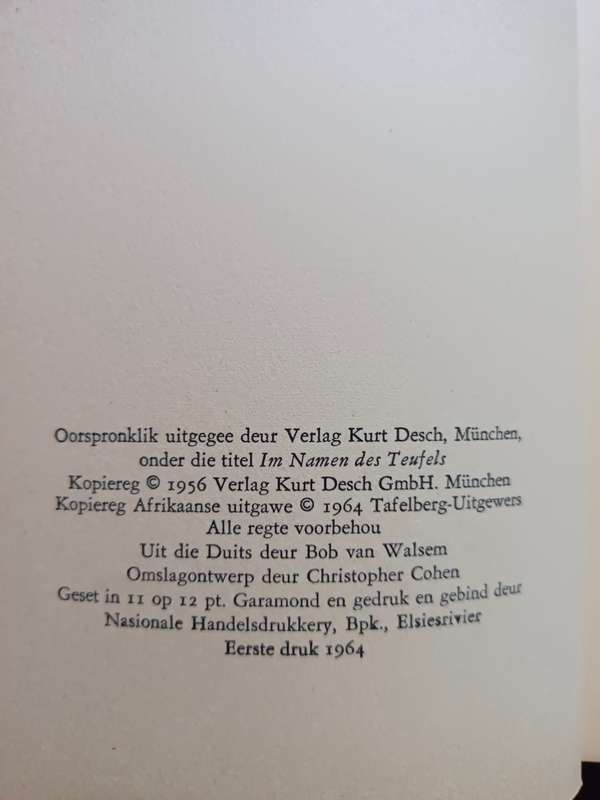 Oorspronklik uitgegee deur Verlag Kurt Desch, München,
onder die titel Im Namen des Teufels
Kopiereg © 1956 Verlag Kurt Desch GmbH. München
Kopiereg Afrikaanse uitgawe © 1964 Tafelberg-Uitgewers
Alle regte voorbehou
Uit die Duits deur Bob van Walsem
Omslagontwerp deur Christopher Cohen
Geset in 11 op 12 pt. Garamond en gedruk en gebind deur
Nasionale Handelsdrukkery, Bpk., Elsiesrivier
Eerste druk 1964